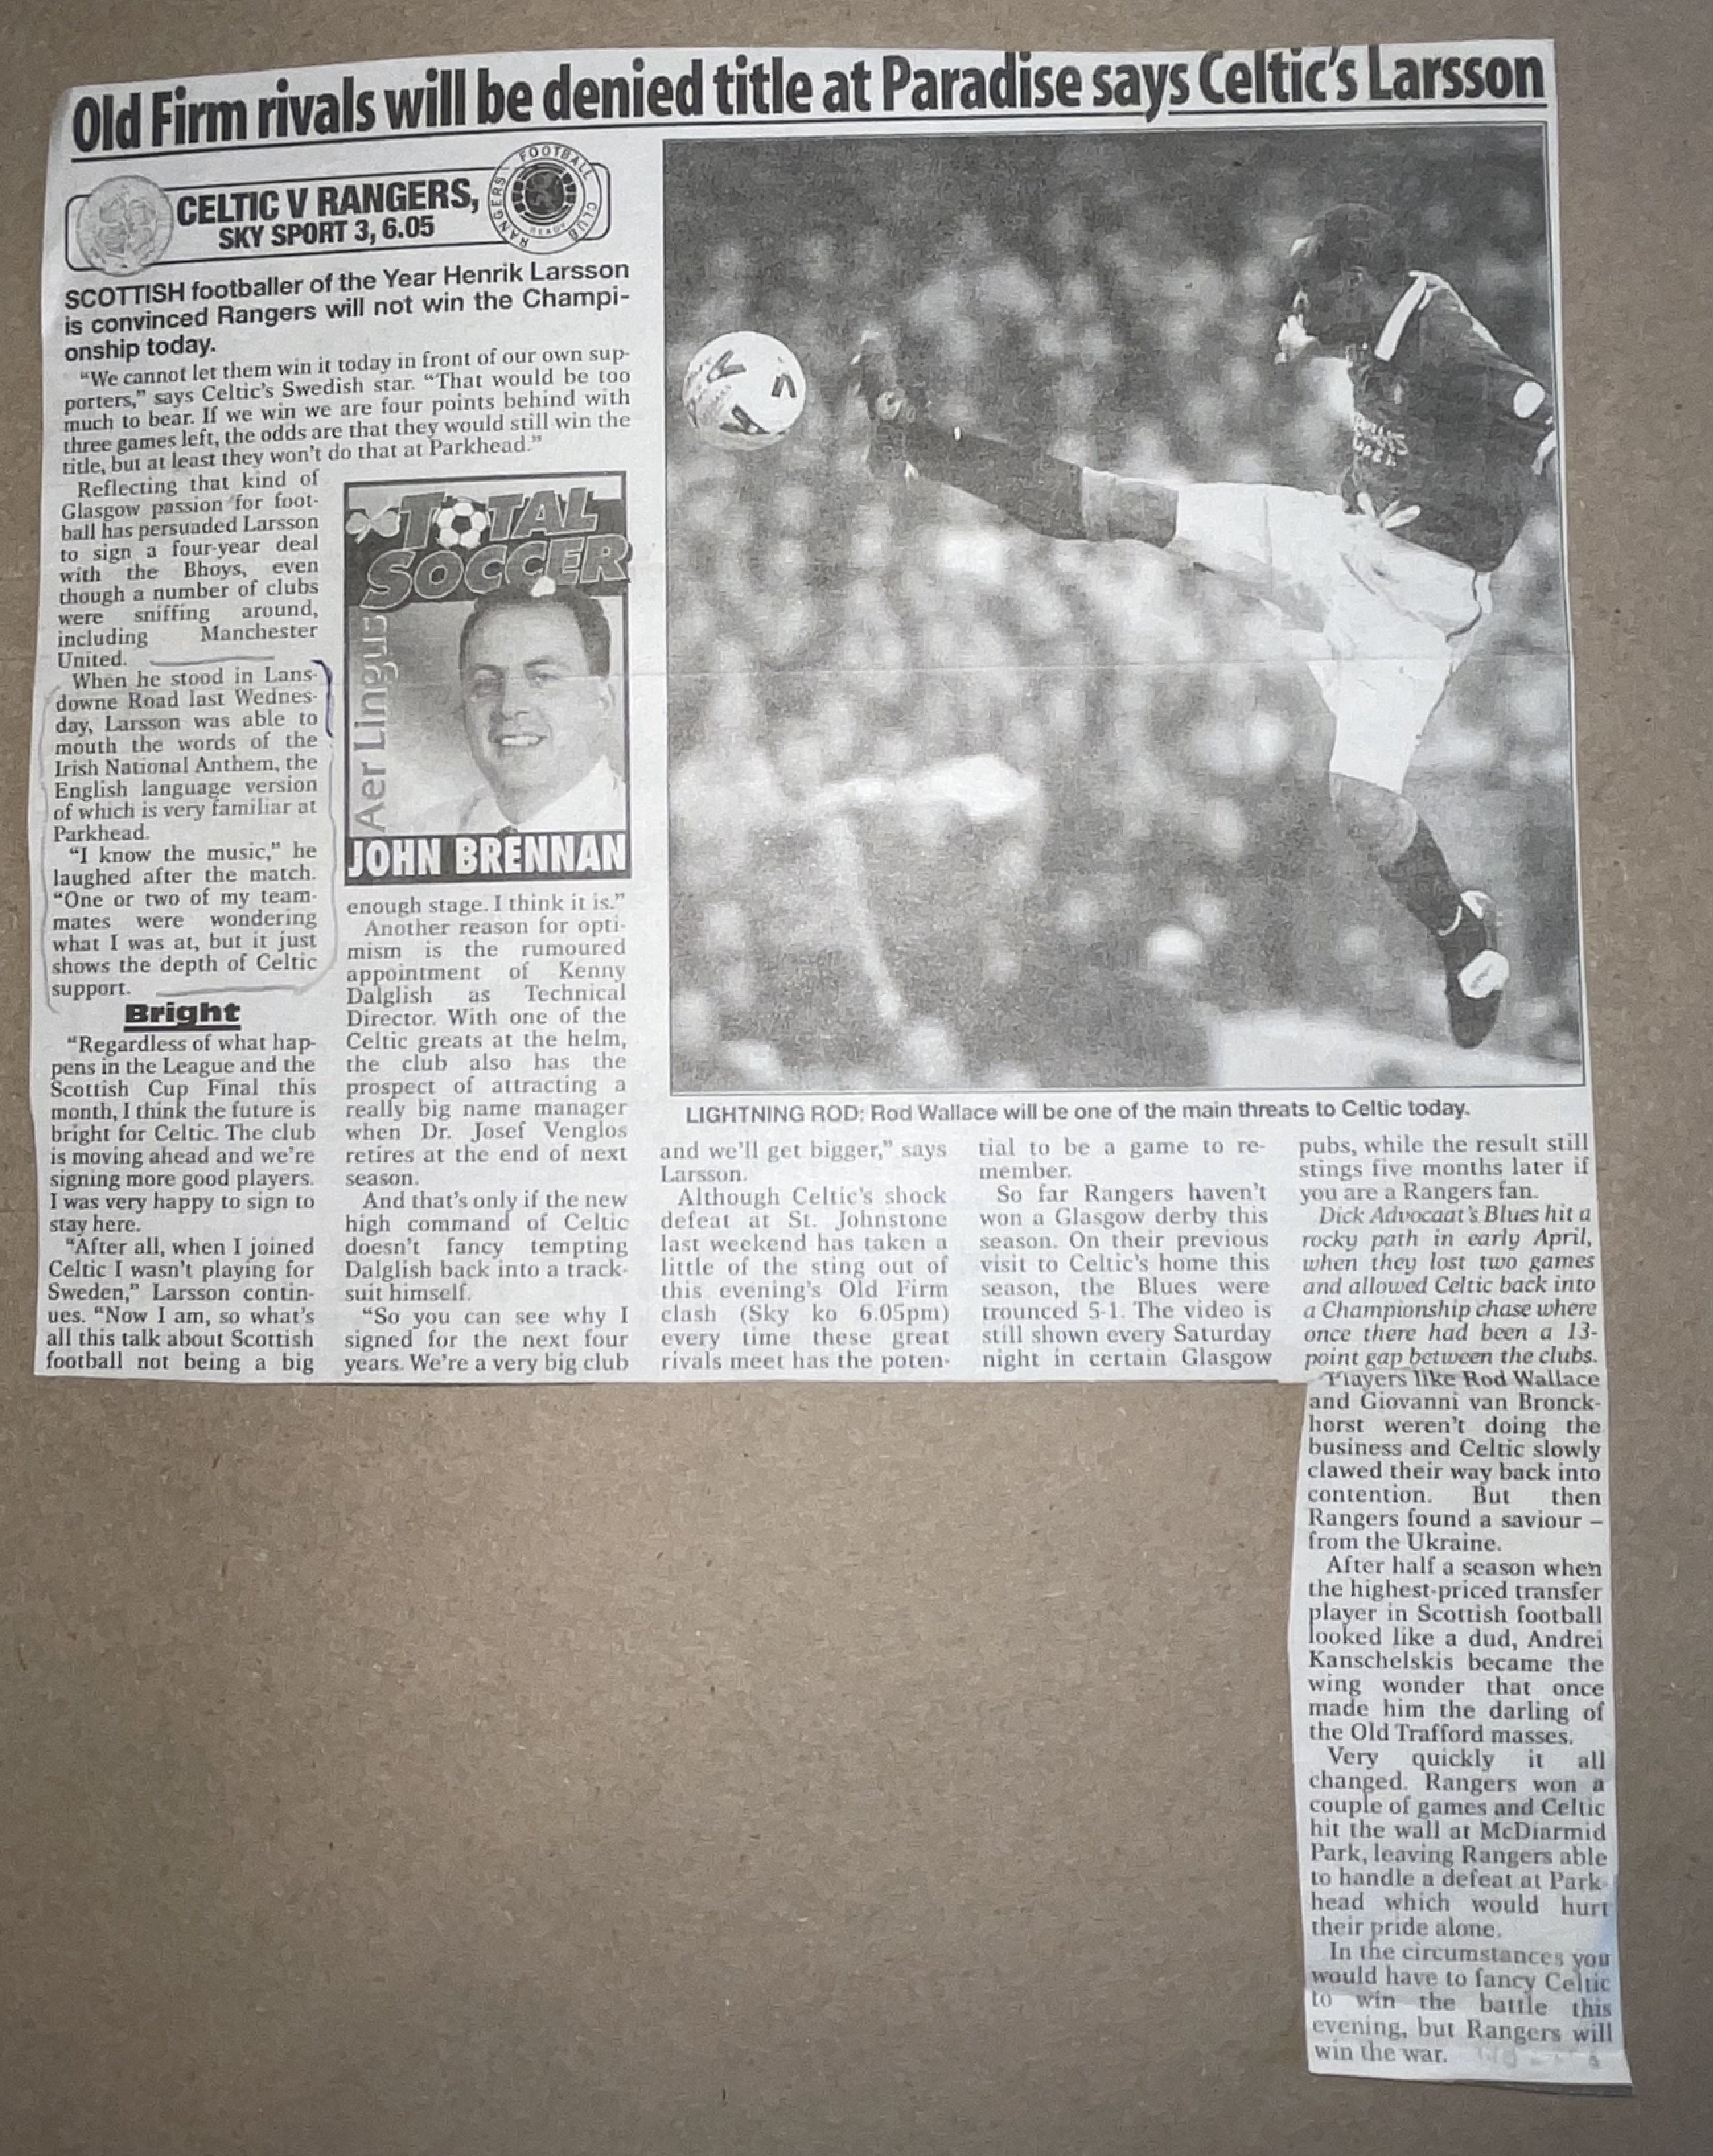 Old Firm rivals will be denied title at Paradise says Celtic's Larsson
CELTIC V RANGERS,
SKY SPORT 3, 6.05
RANGERS FOOTBALL CLUB
READY
SCOTTISH footballer of the Year Henrik Larsson
is convinced Rangers will not win the Champi-
onship today.
"We cannot let them win it today in front of our own sup-
porters," says Celtic's Swedish star. "That would be too
much to bear. If we win we are four points behind with
three games left, the odds are that they would still win the
title, but at least they won't do that at Parkhead."
Reflecting that kind of
Glasgow passion for foot-
ball has persuaded Larsson
to sign a four-year deal
with the Bhoys, even
though a number of clubs
were sniffing around,
including Manchester
United.
When he stood in Lans-
downe Road last Wednes-
day, Larsson was able to
mouth the words of the
Irish National Anthem, the
English language version
of which is very familiar at
Parkhead.
"I know the music," he
laughed after the match.
"One or two of my team-
mates were wondering
what I was at, but it just
shows the depth of Celtic
support.
Bright
"Regardless of what hap-
pens in the League and the
Scottish Cup Final this
month, I think the future is
bright for Celtic. The club
is moving ahead and we're
signing more good players.
I was very happy to sign to
stay here.
"After all, when I joined
Celtic I wasn't playing for
Sweden," Larsson contin-
ues. "Now I am, so what's
all this talk about Scottish
football not being a big
TOTAL
SOCCER
Aer Lingus
JOHN BRENNAN
enough stage. I think it is."
Another reason for opti-
mism is the rumoured
appointment of Kenny
Dalglish as Technical
Director. With one of the
Celtic greats at the helm,
the club also has the
prospect of attracting a
really big name manager
when Dr. Josef Venglos
retires at the end of next
season.
And that's only if the new
high command of Celtic
doesn't fancy tempting
Dalglish back into a track-
suit himself.
"So you can see why I
signed for the next four
years. We're a very big club
LIGHTNING ROD: Rod Wallace will be one of the main threats to Celtic today.
and we'll get bigger," says
Larsson.
Although Celtic's shock
defeat at St. Johnstone
last weekend has taken a
little of the sting out of
this evening's Old Firm
clash (Sky ko 6.05pm)
every time these great
rivals meet has the poten-
tial to be a game to re-
member.
So far Rangers haven't
won a Glasgow derby this
season. On their previous
visit to Celtic's home this
season, the Blues were
trounced 5-1. The video is
still shown every Saturday
night in certain Glasgow
pubs, while the result still
stings five months later if
you are a Rangers fan.
Dick Advocaat's Blues hit a
rocky path in early April,
when they lost two games
and allowed Celtic back into
a Championship chase where
once there had been a 13-
point gap between the clubs.
Players like Rod Wallace
and Giovanni van Bronck-
horst weren't doing the
business and Celtic slowly
clawed their way back into
contention. But then
Rangers found a saviour –
from the Ukraine.
After half a season when
the highest-priced transfer
player in Scottish football
looked like a dud, Andrei
Kanschelskis became the
wing wonder that once
made him the darling of
the Old Trafford masses.
Very quickly it all
changed. Rangers won a
couple of games and Celtic
hit the wall at McDiarmid
Park, leaving Rangers able
to handle a defeat at Park-
head which would hurt
their pride alone.
In the circumstances you
would have to fancy Celtic
to win the battle this
evening, but Rangers will
win the war.